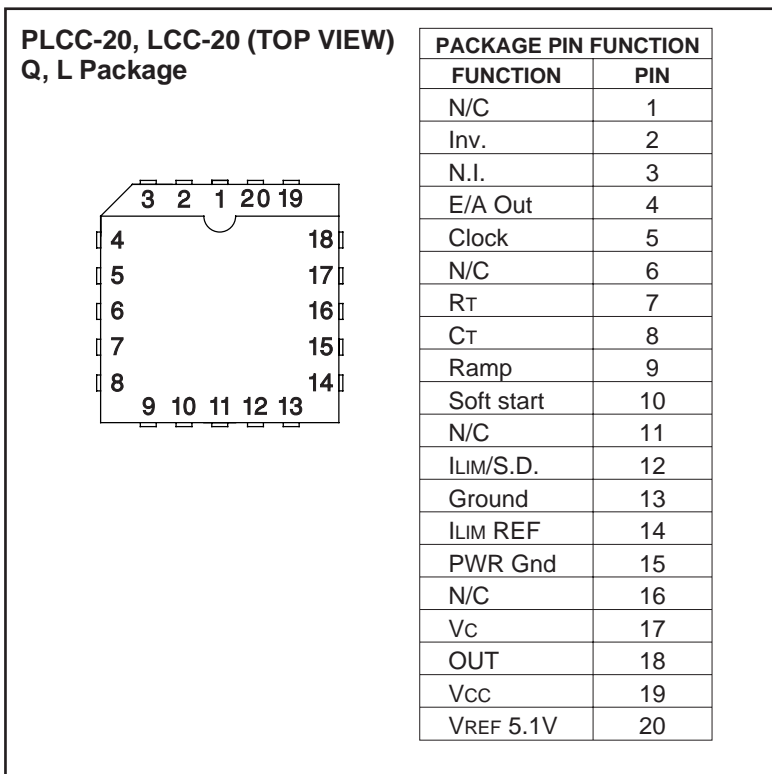 PLCC-20, LCC-20 (TOP VIEW)
Q, L Package
3 2 1 20 19
4 18
5 17
6 16
7 15
8 14
9 10 11 12 13
PACKAGE PIN FUNCTION
FUNCTION PIN
N/C 1
Inv. 2
N.I. 3
E/A Out 4
Clock 5
N/C 6
RT 7
CT 8
Ramp 9
Soft start 10
N/C 11
ILIM/S.D. 12
Ground 13
ILIM REF 14
PWR Gnd 15
N/C 16
VC 17
OUT 18
VCC 19
VREF 5.1V 20